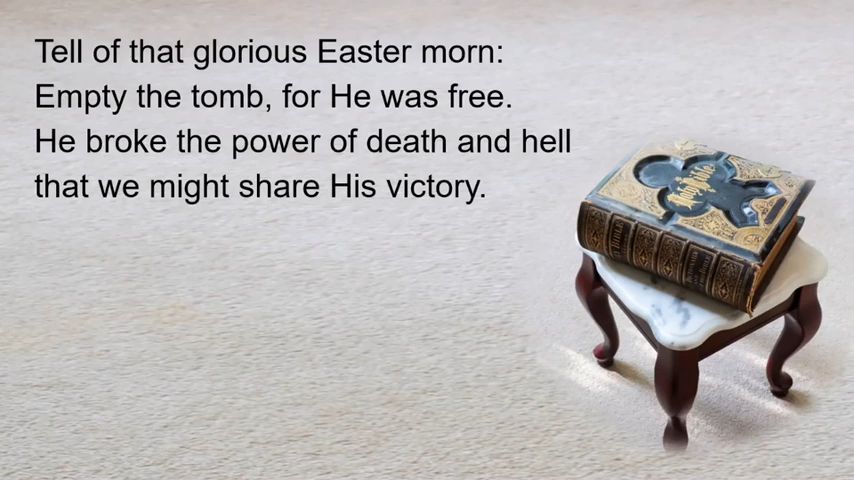 Tell of that glorious Easter morn:
Empty the tomb, for He was free.
He broke the power of death and hell
that we might share His victory.
Holy Bible